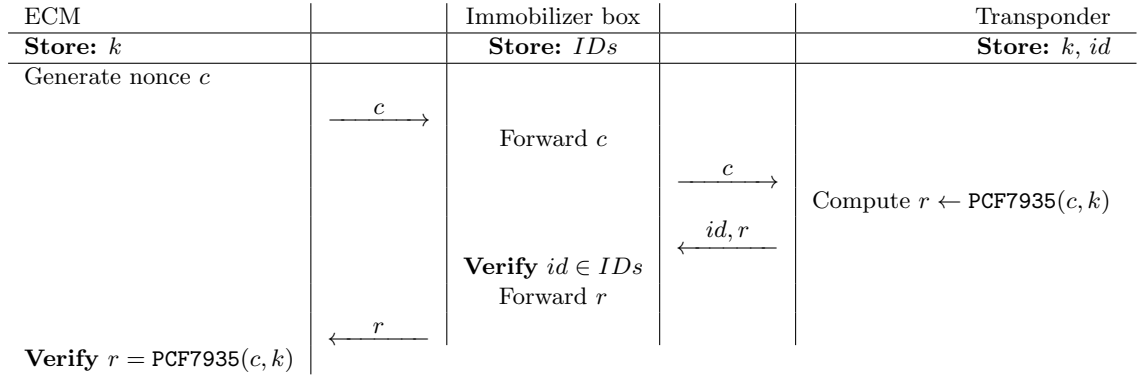 ECM Immobilizer box Transponder
Store: k Store: IDs Store: k, id
Generate nonce c
c
Forward c
c
Compute r ← PCF7935(c, k)
id, r
Verify id ∈ IDs
Forward r
r
Verify r = PCF7935(c, k)